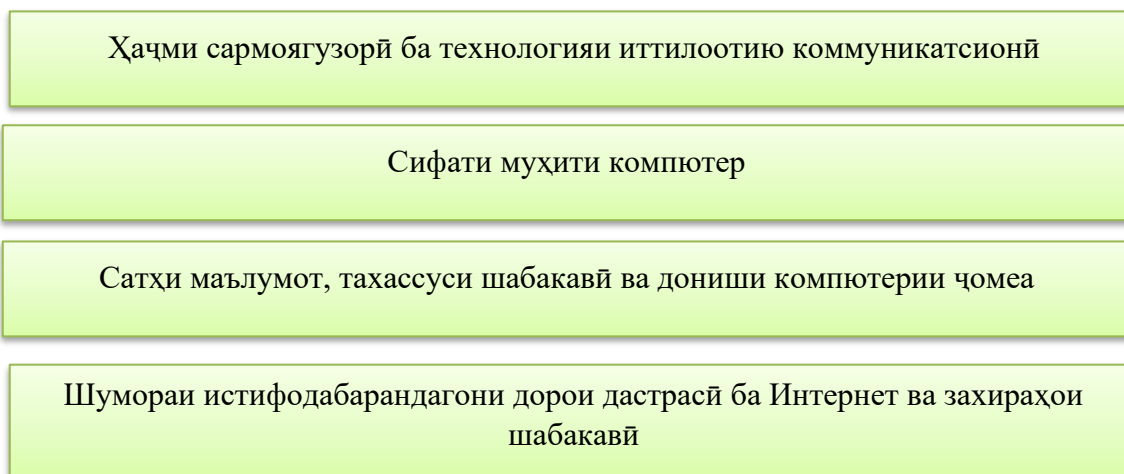 Ҳаҷми сармоягузорӣ ба технологияи иттилоотию коммуникатсионӣ
Сифати муҳити компютер
Сатҳи маълумот, тахассуси шабакавӣ ва дониши компютерии ҷомеа
Шумораи истифодабарандагони дорои дастрасӣ ба Интернет ва захираҳои
шабакавӣ